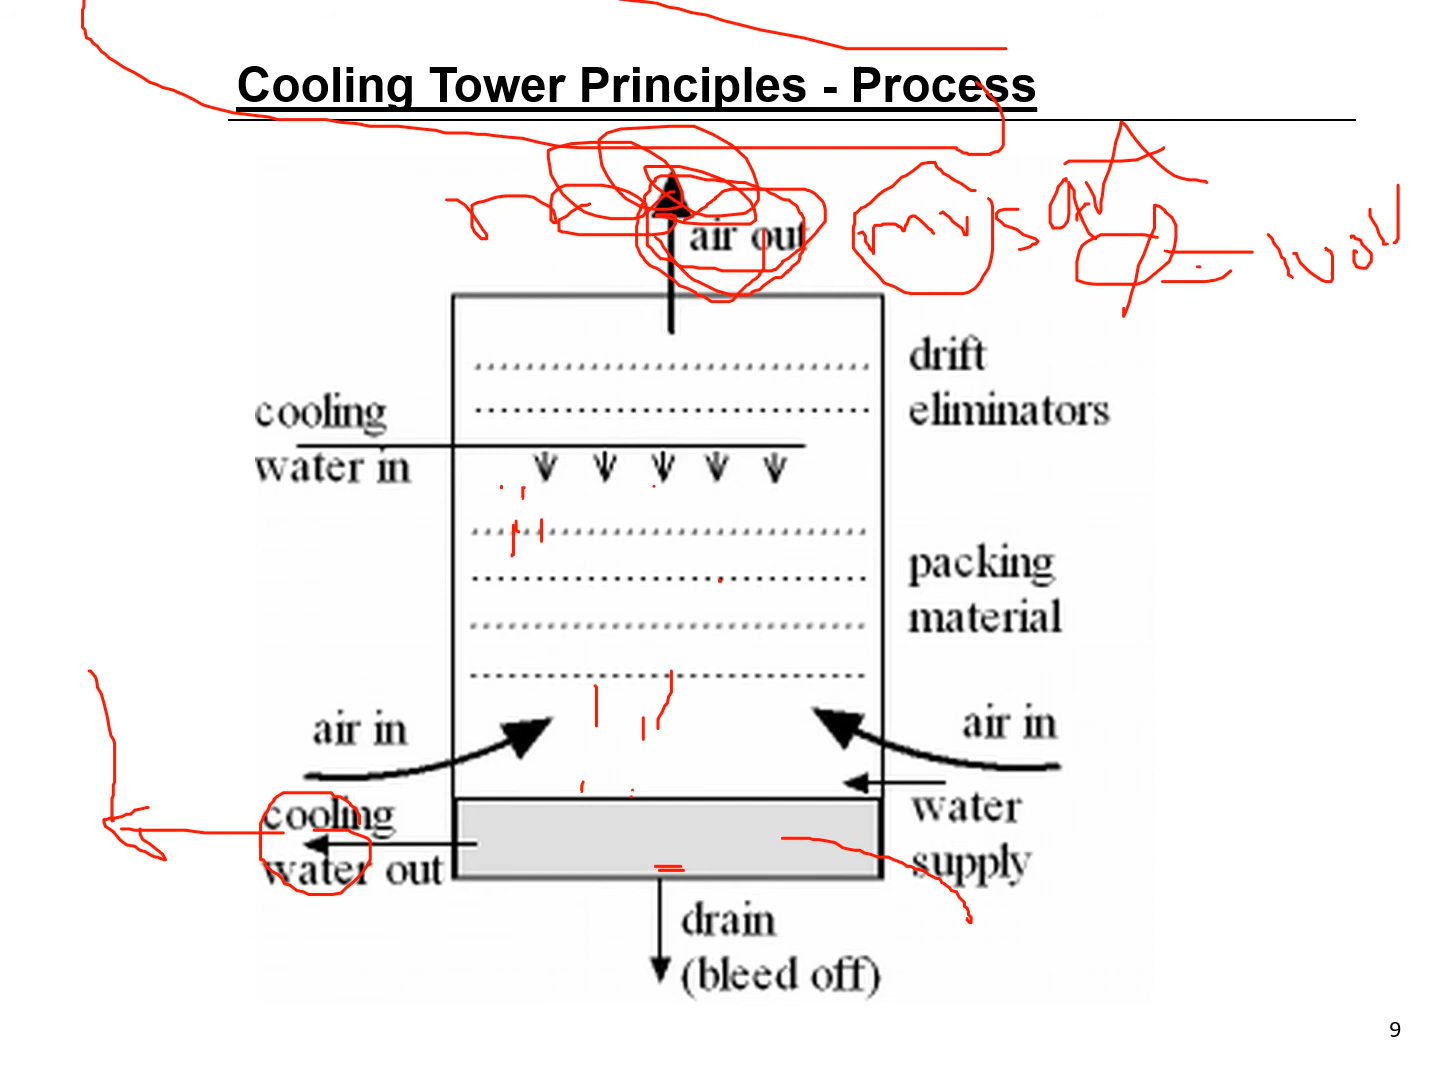 Cooling Tower Principles - Process
air out
drift
eliminators
cooling
water in
packing
material
air in
air in
cooling
water out
water
supply
drain
(bleed off)
9